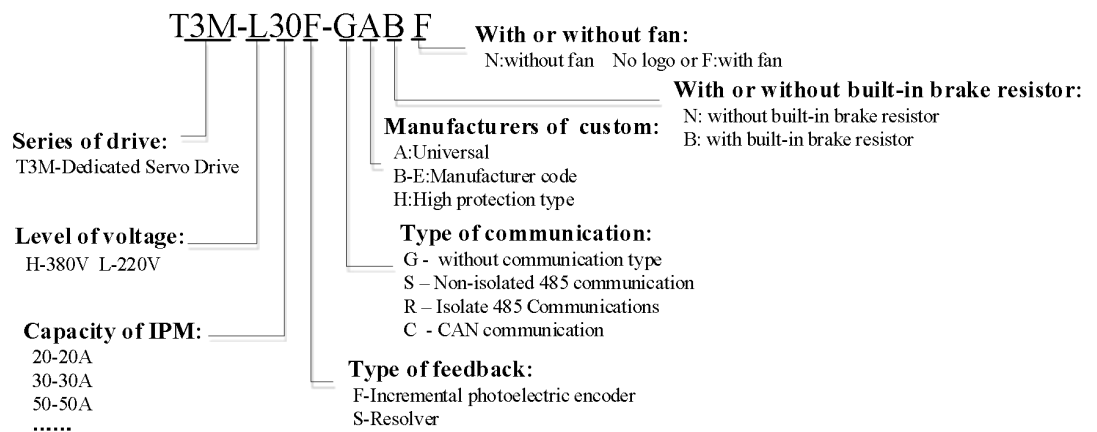 T3M-L30F-GAB F
With or without fan:
N:without fan No logo or F:with fan
With or without built-in brake resistor:
N: without built-in brake resistor
B: with built-in brake resistor
Manufacturers of custom:
A:Universal
B-E:Manufacturer code
H:High protection type
Series of drive:
T3M-Dedicated Servo Drive
Type of communication:
G - without communication type
S – Non-isolated 485 communication
R – Isolate 485 Communications
C - CAN communication
Level of voltage:
H-380V L-220V
Capacity of IPM:
20-20A
30-30A
50-50A
......
Type of feedback:
F-Incremental photoelectric encoder
S-Resolver